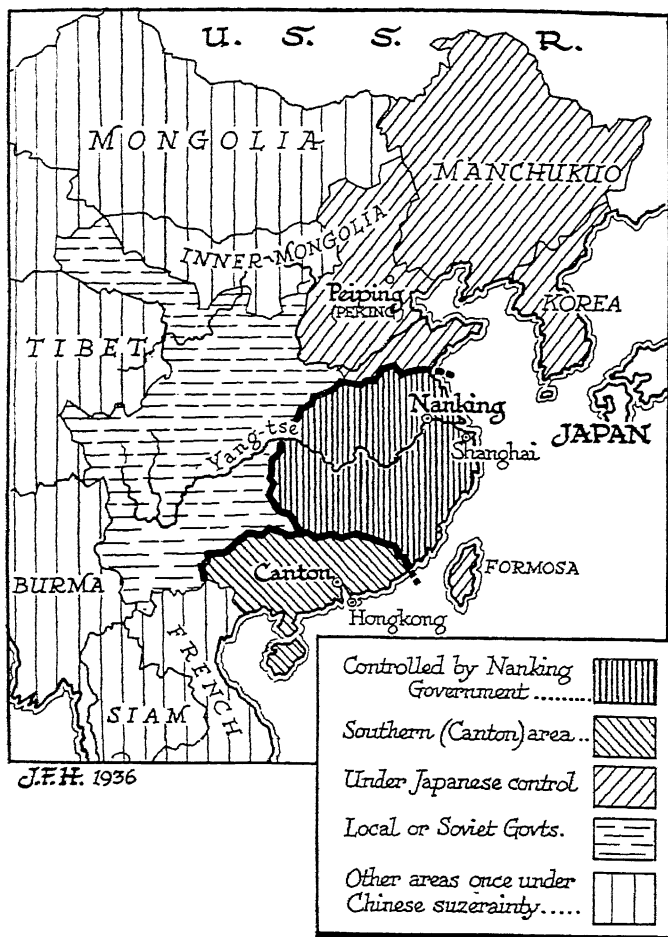 U. S. S. R.
MONGOLIA
MANCHUKUO
INNER-MONGOLIA
Peiping
(PEKING)
KOREA
TIBET
Nanking
JAPAN
Yang-tse
Shanghai
BURMA
Canton
FORMOSA
Hongkong
FRENCH
SIAM
J.F.H. 1936
Controlled by Nanking
Government ..........
Southern (Canton) area..
Under Japanese control
Local or Soviet Govts.
Other areas once under
Chinese suzerainty.....